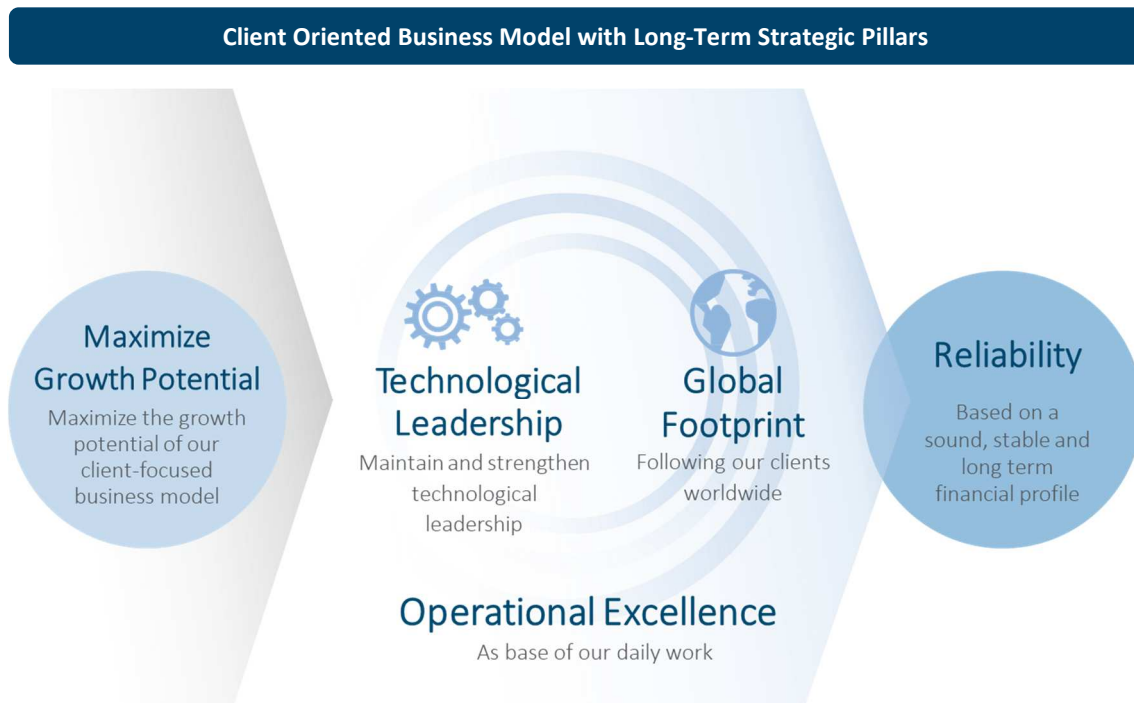 Client Oriented Business Model with Long-Term Strategic Pillars
Maximize
Growth Potential
Maximize the growth
potential of our
client-focused
business model
Technological
Leadership
Maintain and strengthen
technological
leadership
Global
Footprint
Following our clients
worldwide
Reliability
Based on a
sound, stable and
long term
financial profile
Operational Excellence
As base of our daily work